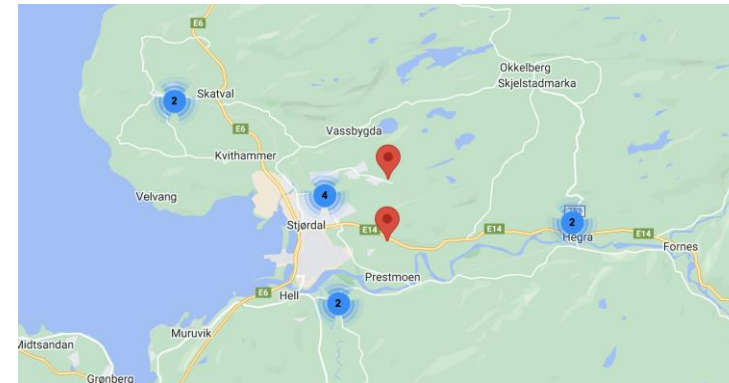 E6
Okkelberg
Skjelstadmarka
2
Skatval
E6
Vassbygda
Kvithammer
4
Velvang
2
Stjørdal
E14
E14
E14
Hegra
Fornes
Prestmoen
E6
Hell
2
Muruvik
Midtsandan
Grønberg